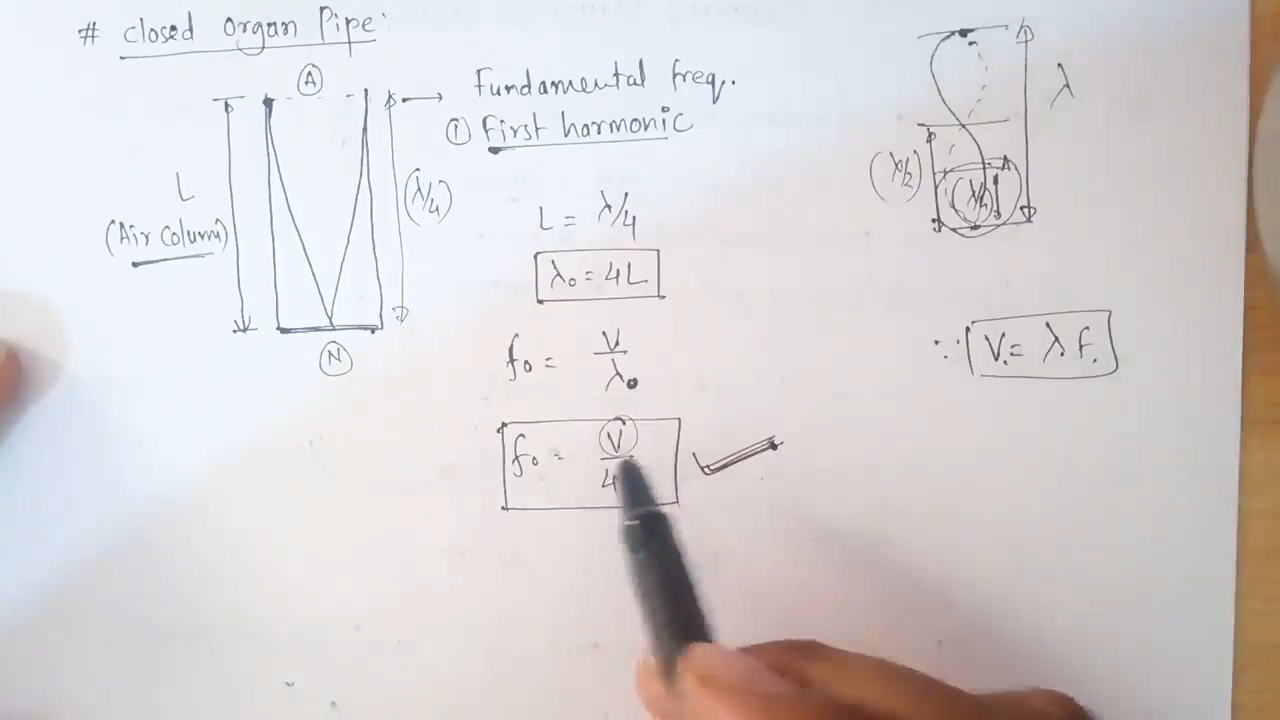 # closed organ Pipe:
(A)
Fundamental freq.
① First harmonic
L
(Air Column)
(λ/4)
(N)
L = λ/4
λ₀ = 4L
f₀ = V/λ₀
f₀ = V/4
λ
(λ/2)
A
∵ V = λ f.